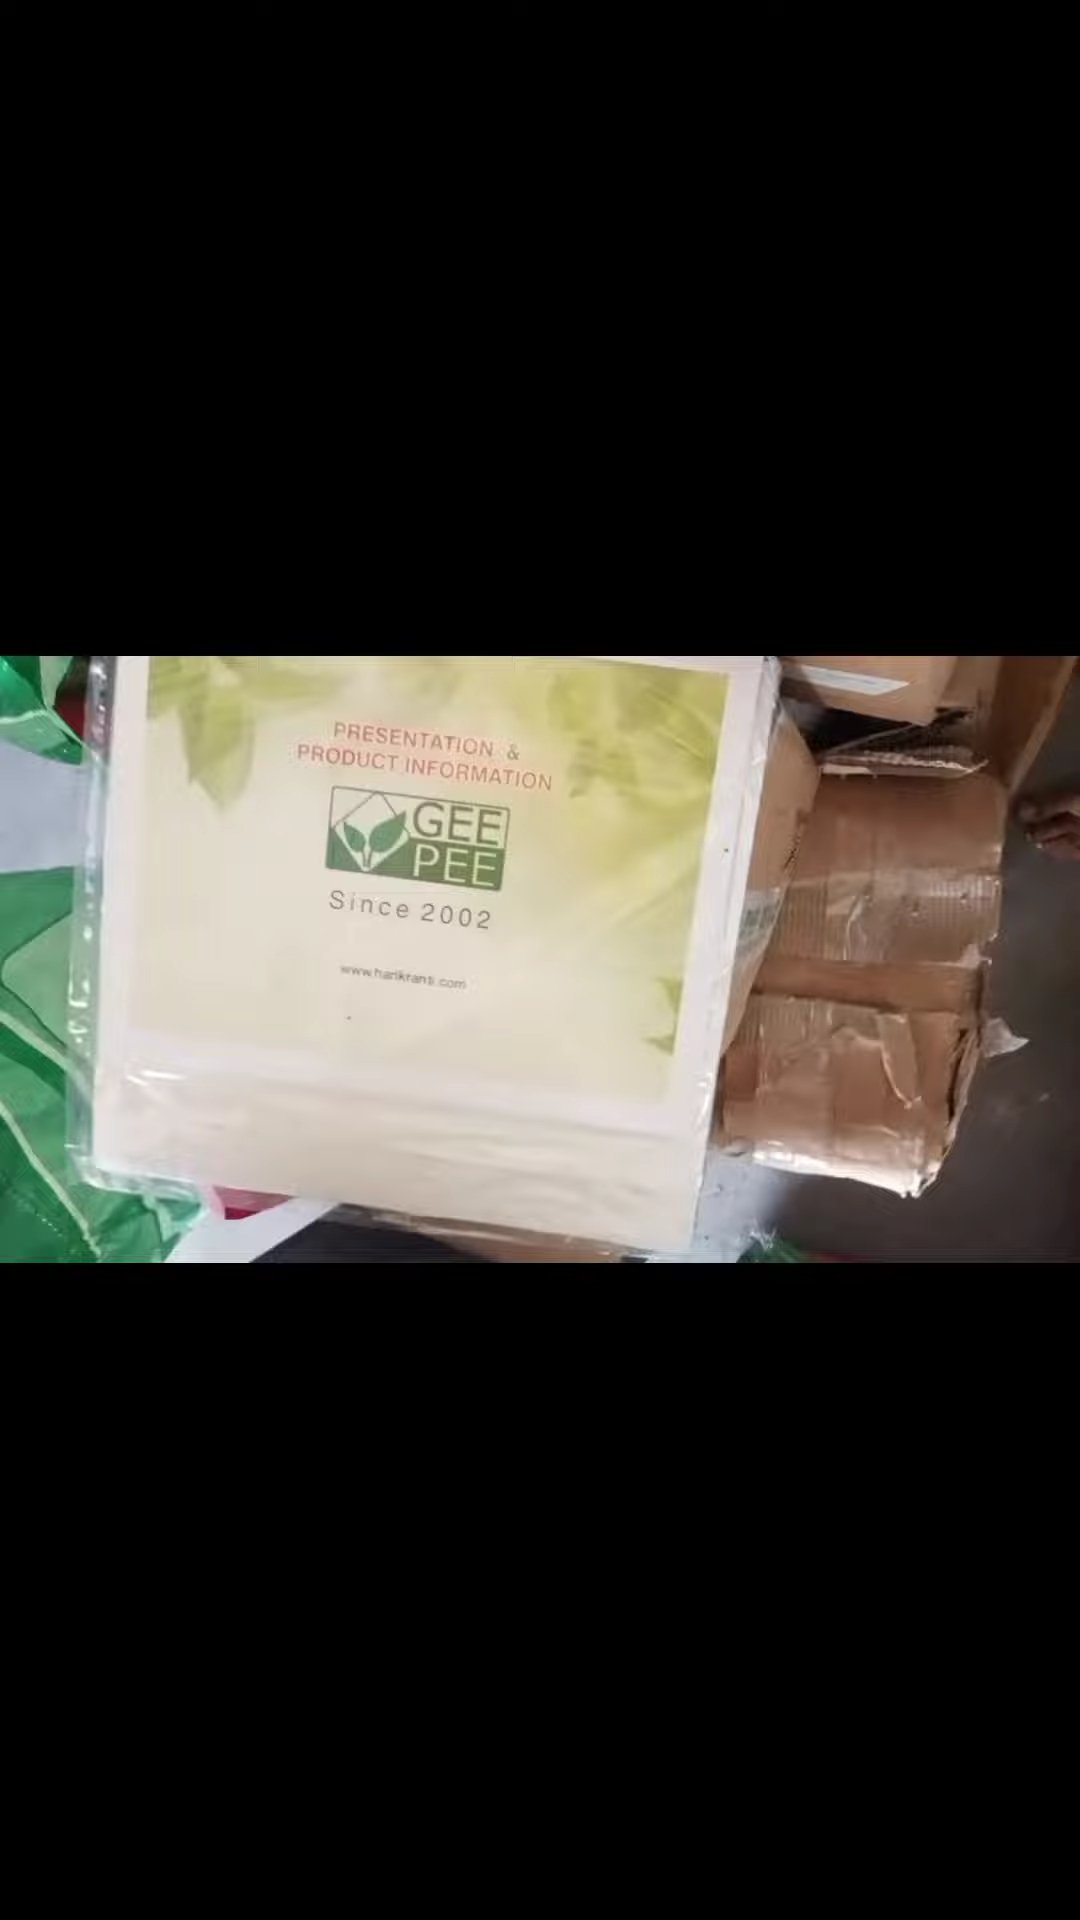 PRESENTATION &
PRODUCT INFORMATION
GEE
PEE
Since 2002
www.harikranti.com